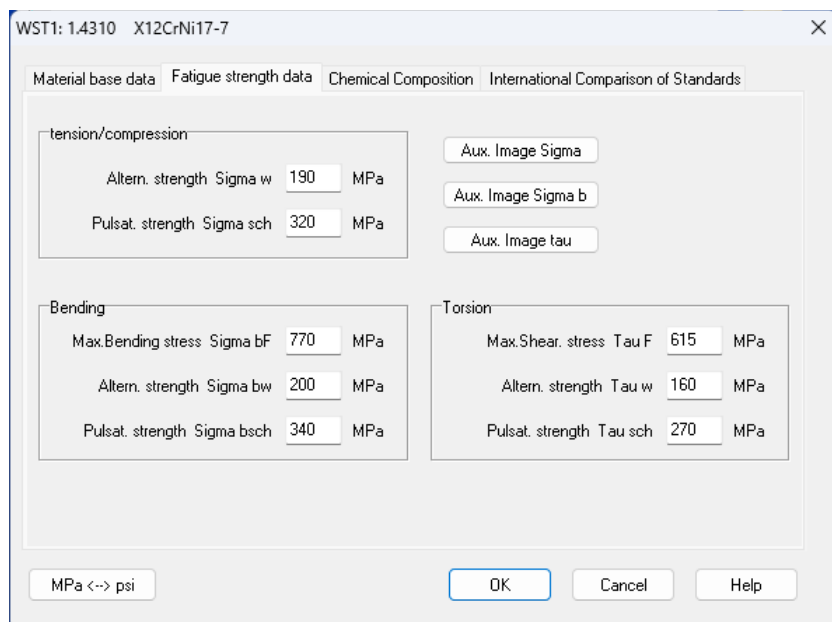 WST1: 1.4310 X12CrNi17-7
Material base data Fatigue strength data Chemical Composition International Comparison of Standards
tension/compression
Altern. strength Sigma w 190 MPa
Pulsat. strength Sigma sch 320 MPa
Aux. Image Sigma
Aux. Image Sigma b
Aux. Image tau
Bending
Max.Bending stress Sigma bF 770 MPa
Altern. strength Sigma bw 200 MPa
Pulsat. strength Sigma bsch 340 MPa
Torsion
Max.Shear. stress Tau F 615 MPa
Altern. strength Tau w 160 MPa
Pulsat. strength Tau sch 270 MPa
MPa <--> psi OK Cancel Help